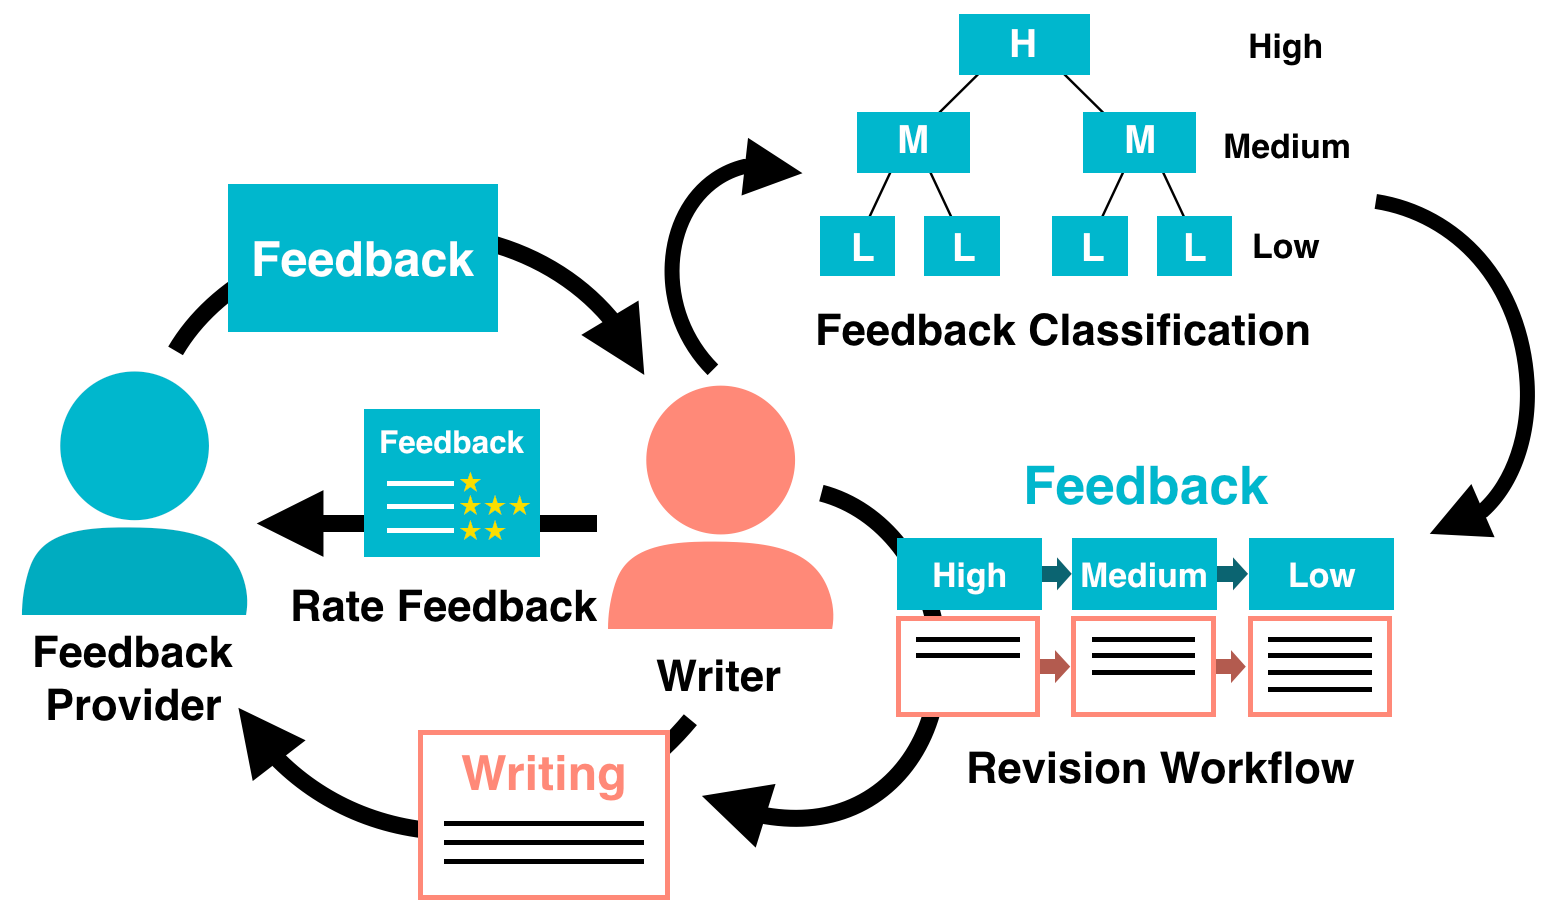 H
High
M
M
Medium
L
L
L
L
Low
Feedback Classification
Feedback
Feedback
Rate Feedback
Feedback
Provider
Writer
Feedback
High
Medium
Low
Revision Workflow
Writing